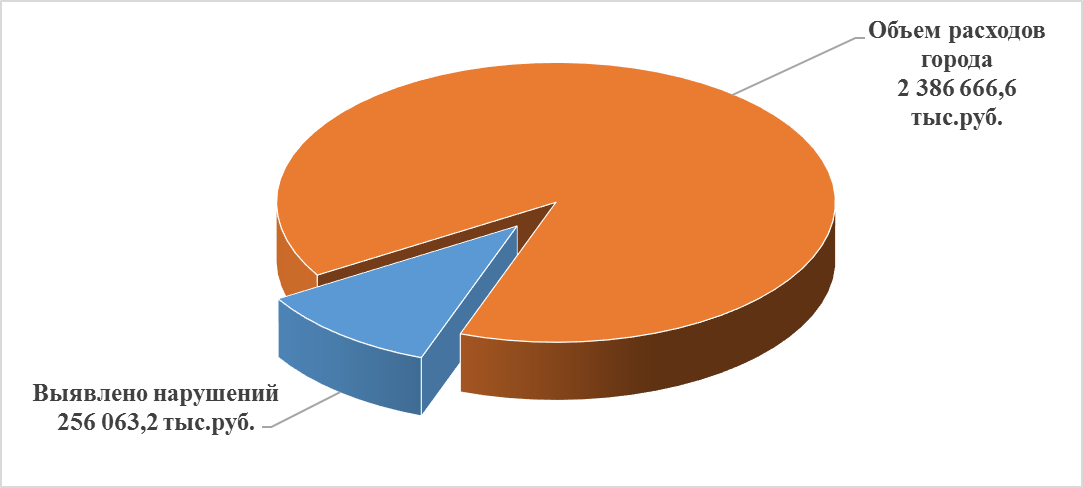 Объем расходов
города
2 386 666,6
тыс.руб.
Выявлено нарушений
256 063,2 тыс.руб.